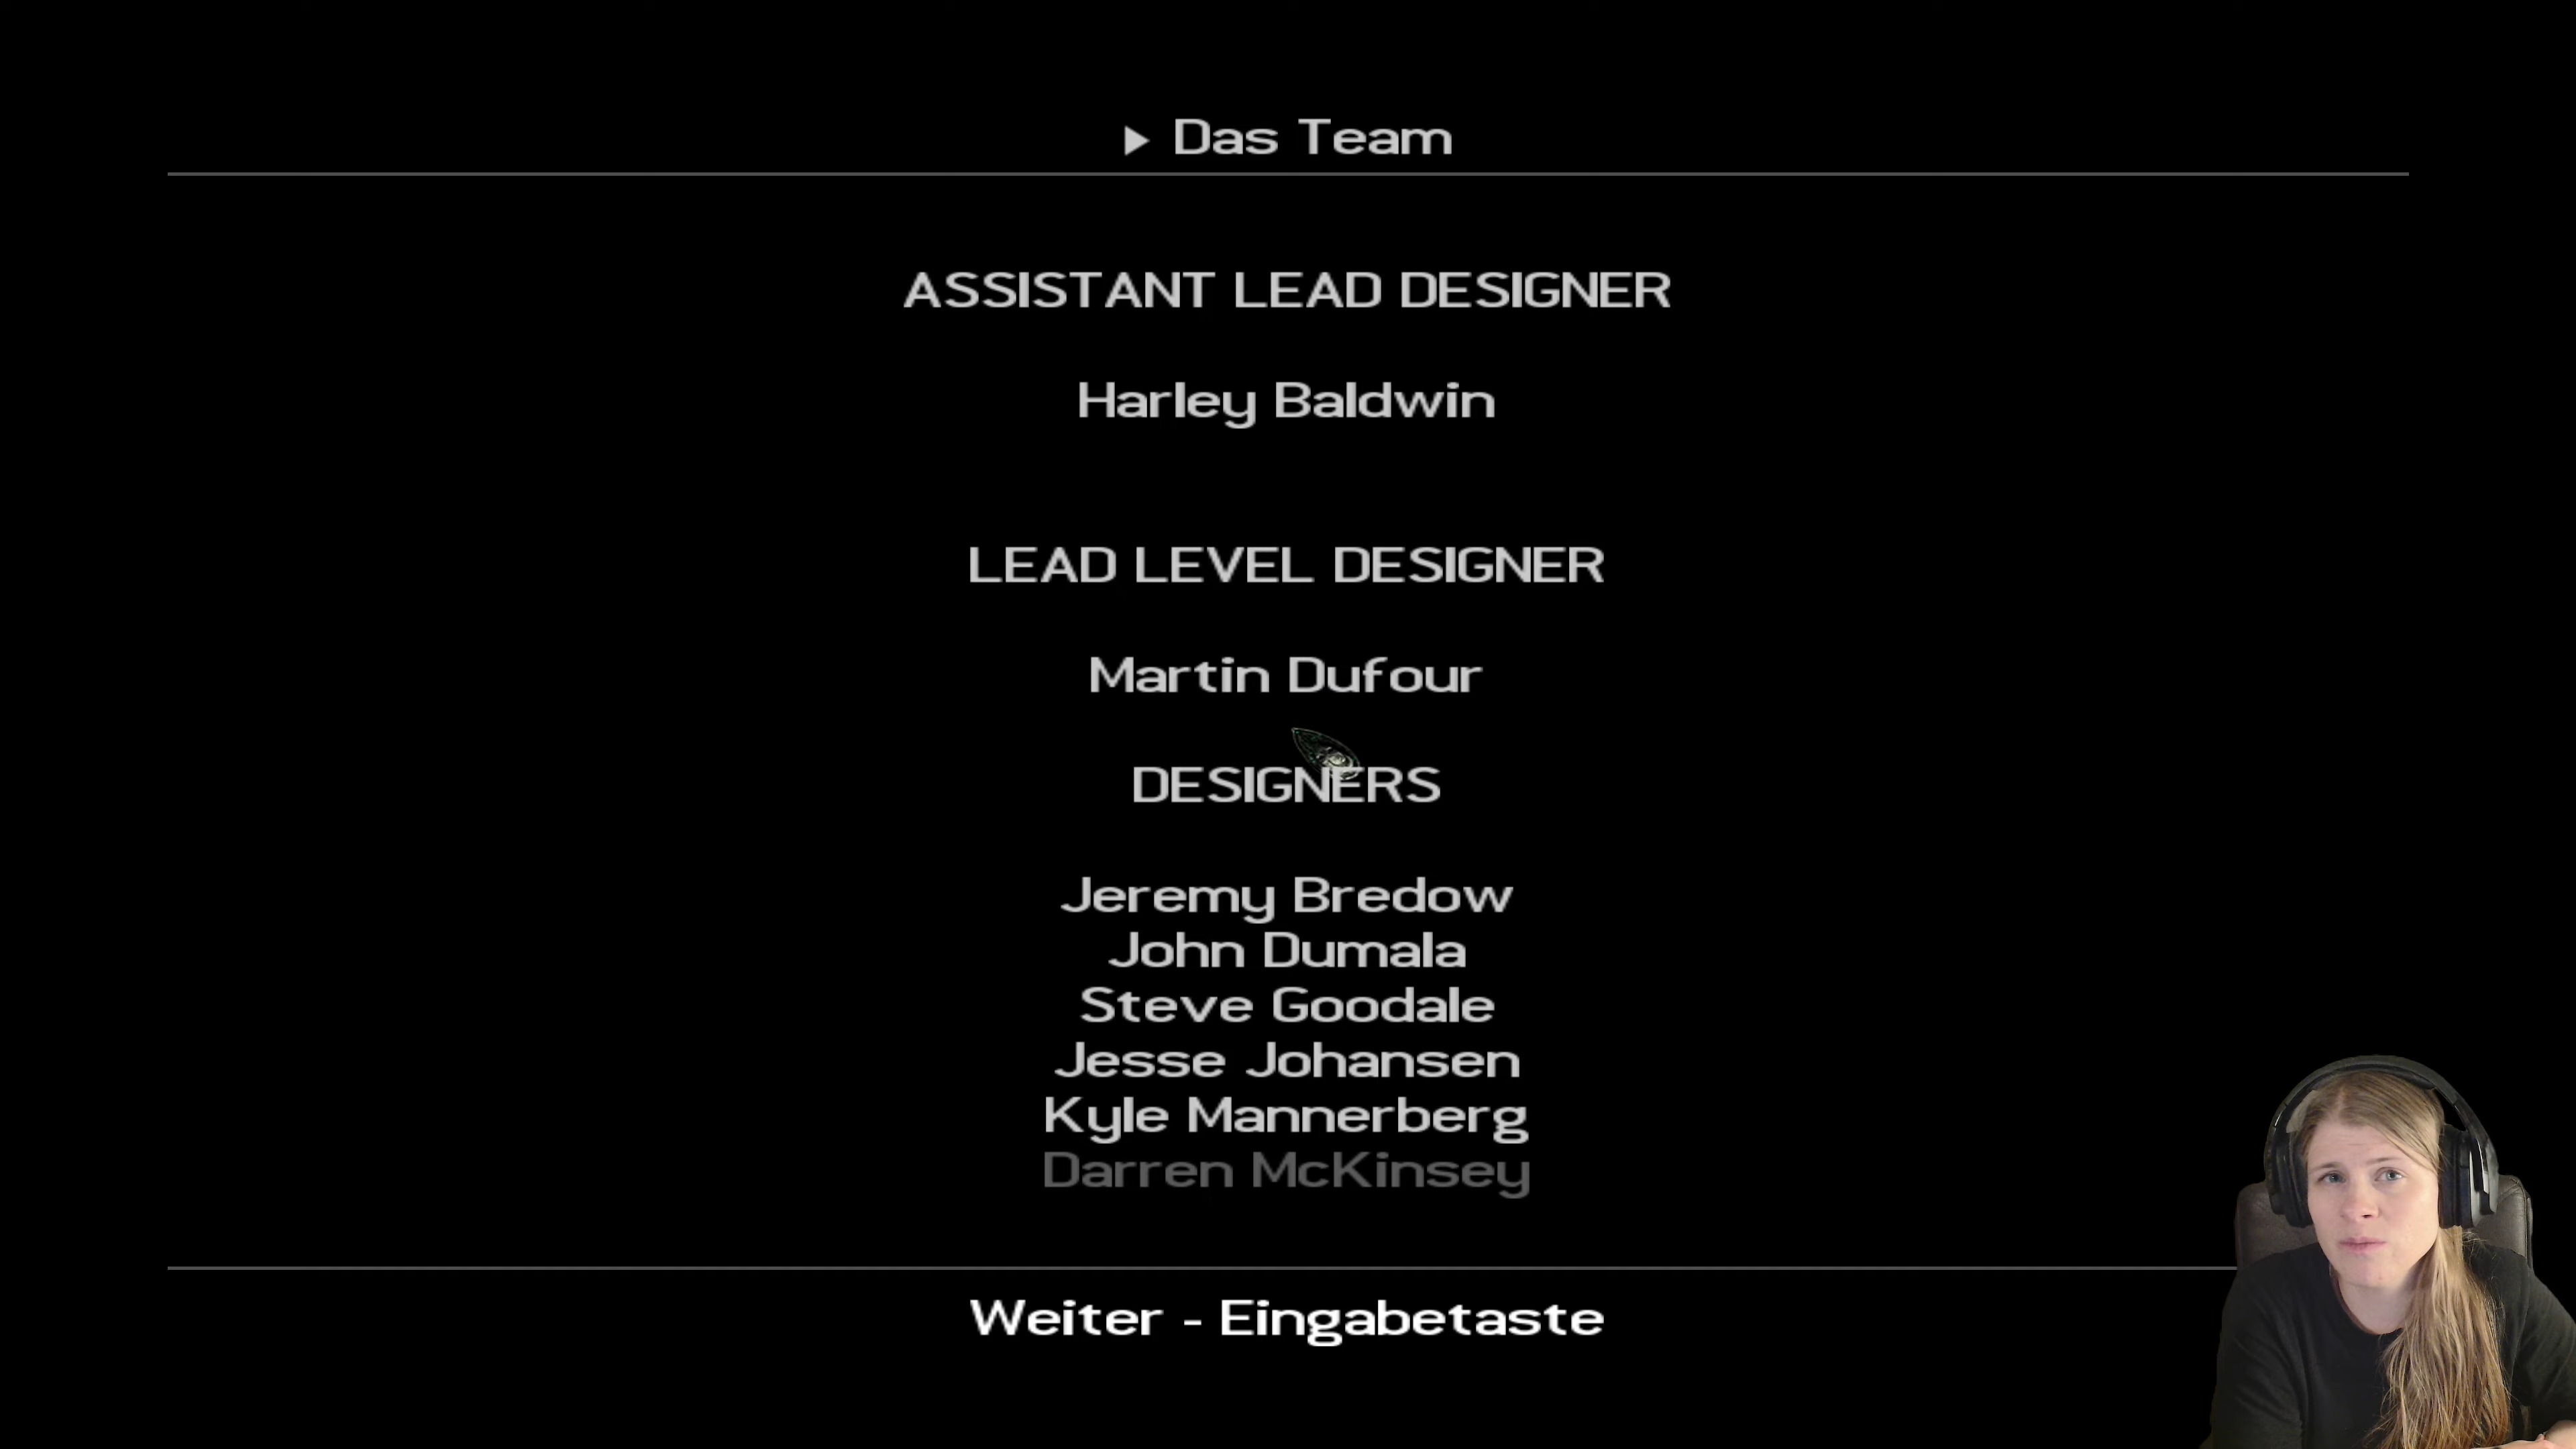 ▶ Das Team
ASSISTANT LEAD DESIGNER
Harley Baldwin
LEAD LEVEL DESIGNER
Martin Dufour
DESIGNERS
Jeremy Bredow
John Dumala
Steve Goodale
Jesse Johansen
Kyle Mannerberg
Darren McKinsey
Weiter - Eingabetaste